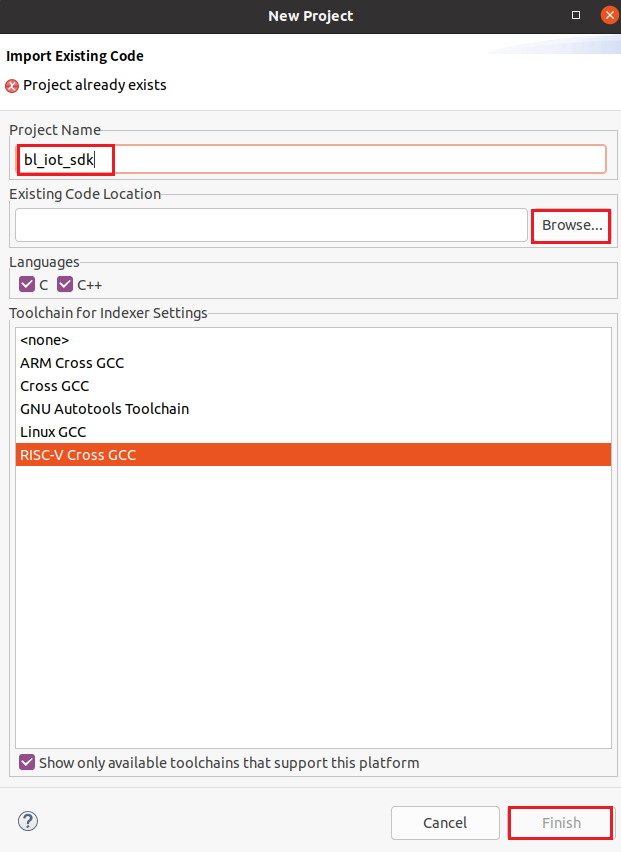 New Project
Import Existing Code
Project already exists
Project Name
bl_iot_sdk
Existing Code Location
Browse...
Languages
C C++
Toolchain for Indexer Settings
<none>
ARM Cross GCC
Cross GCC
GNU Autotools Toolchain
Linux GCC
RISC-V Cross GCC
Show only available toolchains that support this platform
? Cancel Finish